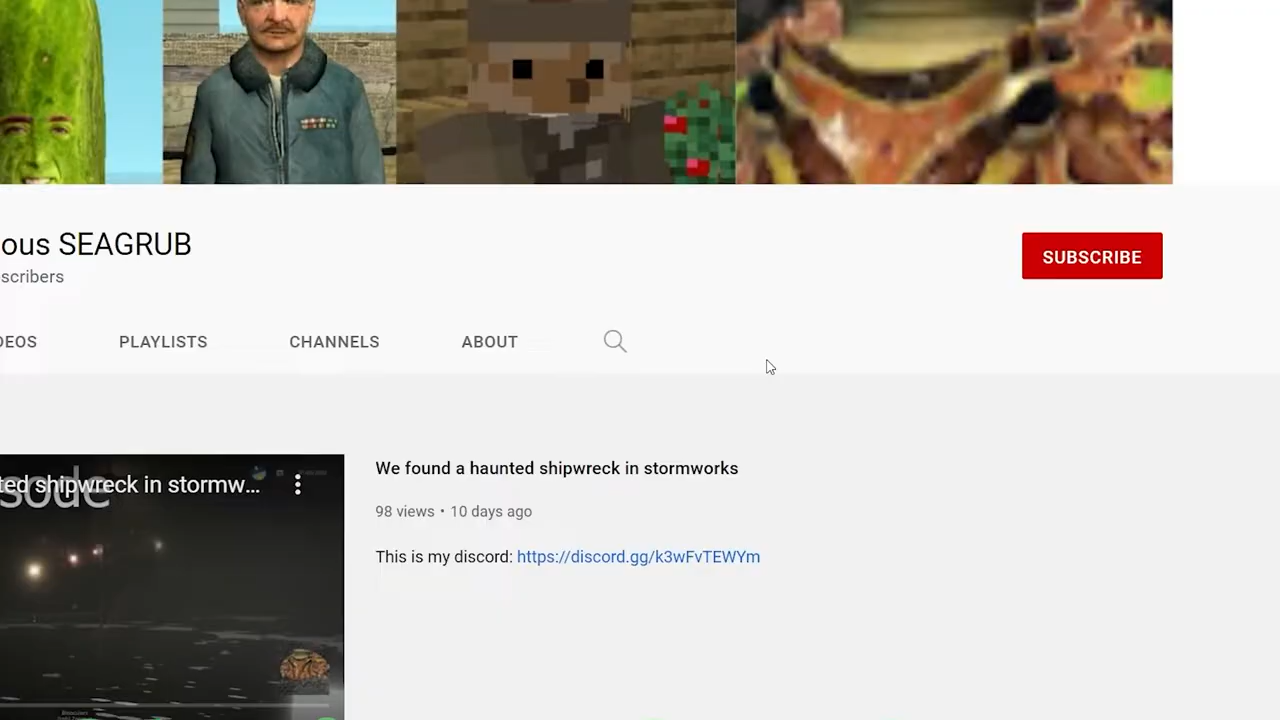 ous SEAGRUB
SUBSCRIBE
scribers
DEOS PLAYLISTS CHANNELS ABOUT
We found a haunted shipwreck in stormworks
ted shipwreck in stormw...
sode
98 views • 10 days ago
This is my discord: https://discord.gg/k3wFvTEWYm